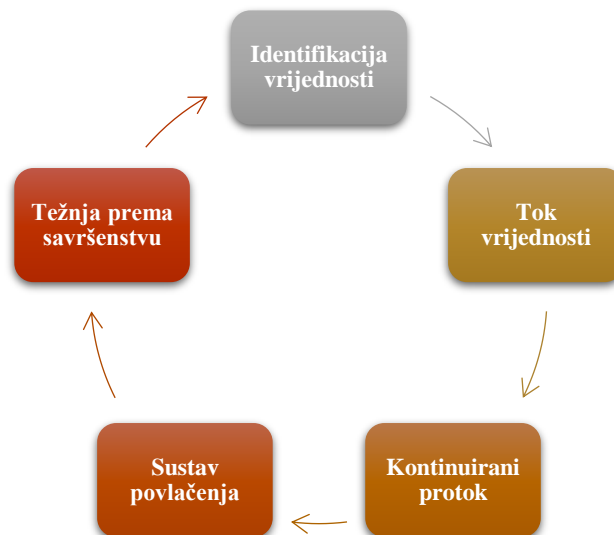 Identifikacija
vrijednosti
Tok
vrijednosti
Kontinuirani
protok
Sustav
povlačenja
Težnja prema
savršenstvu